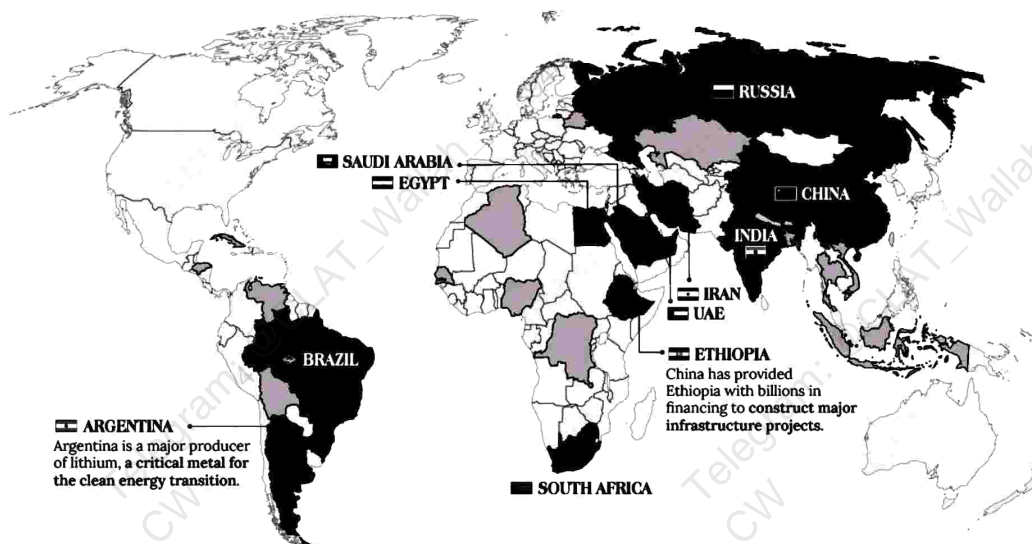 RUSSIA
SAUDI ARABIA
EGYPT
CHINA
INDIA
IRAN
UAE
BRAZIL
ETHIOPIA
China has provided
Ethiopia with billions in
financing to construct major
infrastructure projects.
ARGENTINA
Argentina is a major producer
of lithium, a critical metal for
the clean energy transition.
SOUTH AFRICA